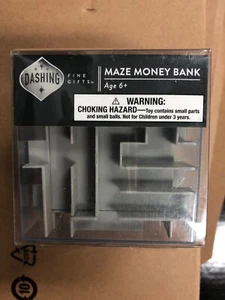 DASHING
FINE
GIFTS
MAZE MONEY BANK
Age 6+
WARNING:
CHOKING HAZARD—Toy contains small parts
and small balls. Not for Children under 3 years.